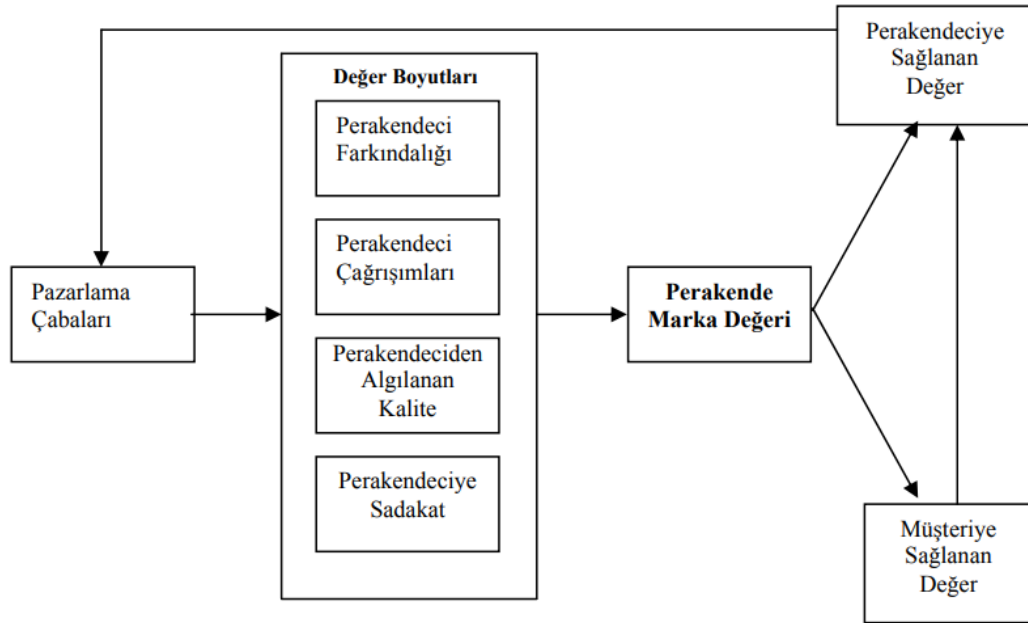 Perakendeciye
Sağlanan
Değer
Değer Boyutları
Perakendeci
Farkındalığı
Perakendeci
Çağrışımları
Perakendeciden
Algılanan
Kalite
Perakendeciye
Sadakat
Pazarlama
Çabaları
Perakende
Marka Değeri
Müşteriye
Sağlanan
Değer